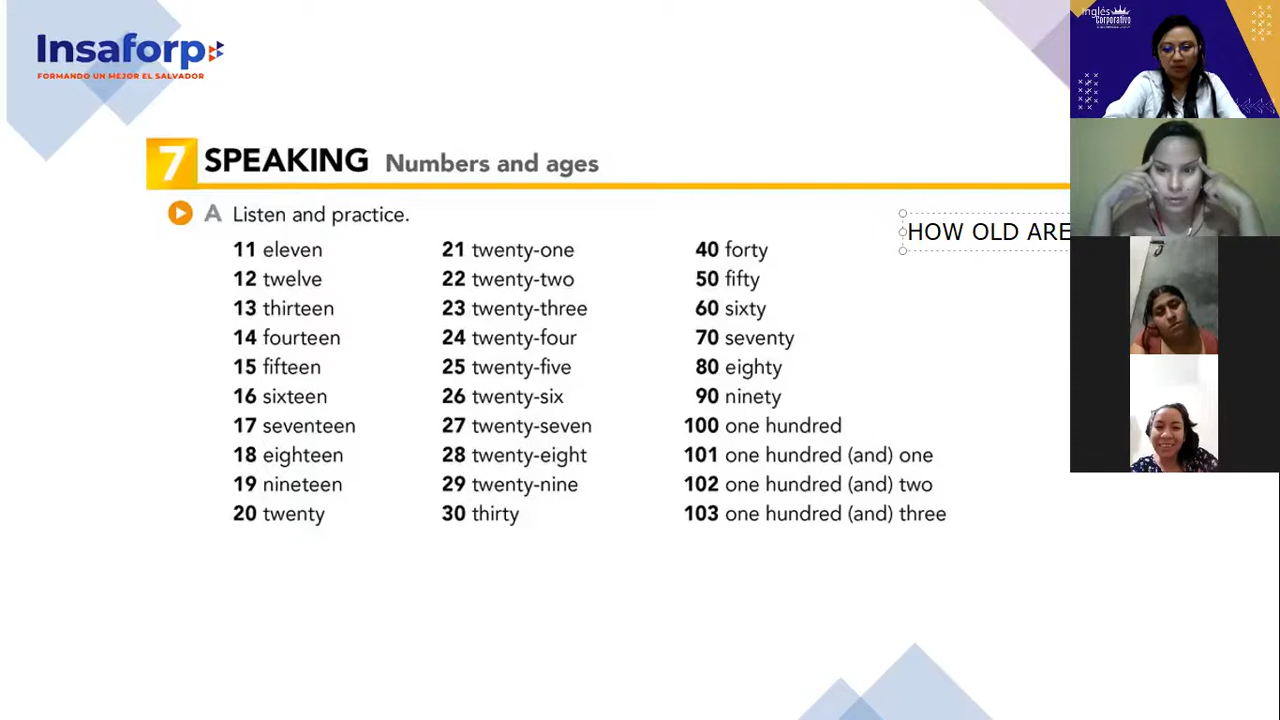 Insaforp
FORMANDO UN MEJOR EL SALVADOR
7 SPEAKING Numbers and ages
A Listen and practice.
HOW OLD ARE
11 eleven
12 twelve
13 thirteen
14 fourteen
15 fifteen
16 sixteen
17 seventeen
18 eighteen
19 nineteen
20 twenty
21 twenty-one
22 twenty-two
23 twenty-three
24 twenty-four
25 twenty-five
26 twenty-six
27 twenty-seven
28 twenty-eight
29 twenty-nine
30 thirty
40 forty
50 fifty
60 sixty
70 seventy
80 eighty
90 ninety
100 one hundred
101 one hundred (and) one
102 one hundred (and) two
103 one hundred (and) three
Inglés
Corporativo